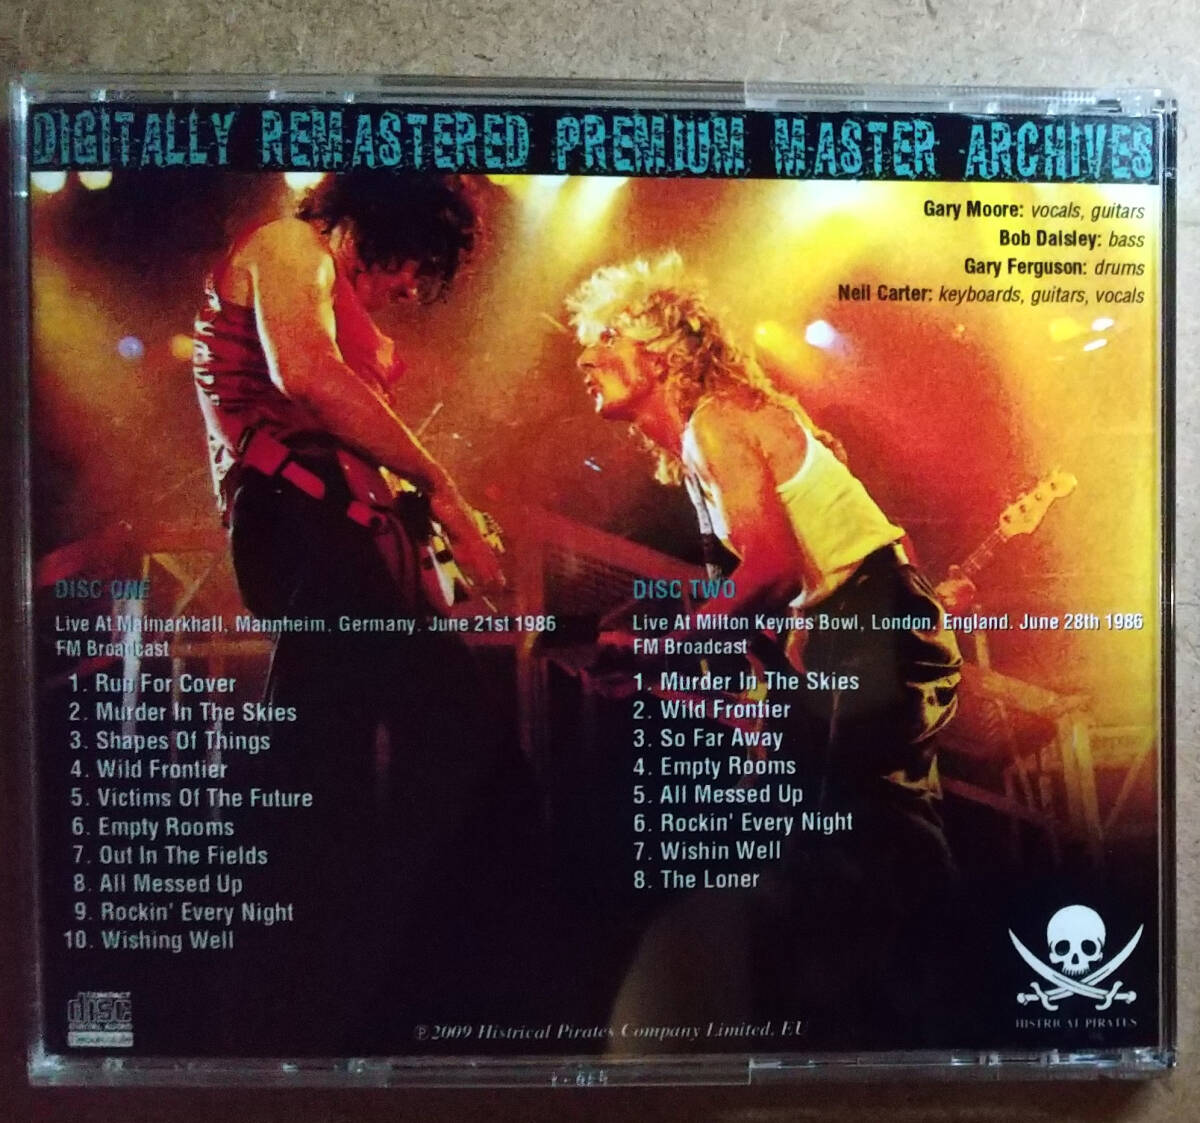 DIGITALLY REMASTERED PREMIUM MASTER ARCHIVES
Gary Moore: vocals, guitars
Bob Daisley: bass
Gary Ferguson: drums
Neil Carter: keyboards, guitars, vocals
DISC ONE
Live At Maimarkhall, Mannheim, Germany. June 21st 1986
FM Broadcast
1. Run For Cover
2. Murder In The Skies
3. Shapes Of Things
4. Wild Frontier
5. Victims Of The Future
6. Empty Rooms
7. Out In The Fields
8. All Messed Up
9. Rockin' Every Night
10. Wishing Well
DISC TWO
Live At Milton Keynes Bowl, London, England. June 28th 1986
FM Broadcast
1. Murder In The Skies
2. Wild Frontier
3. So Far Away
4. Empty Rooms
5. All Messed Up
6. Rockin' Every Night
7. Wishin Well
8. The Loner
COMPACT
disc
DIGITAL AUDIO
℗2009 Histrical Pirates Company Limited, EU
HISTRICAL PIRATES